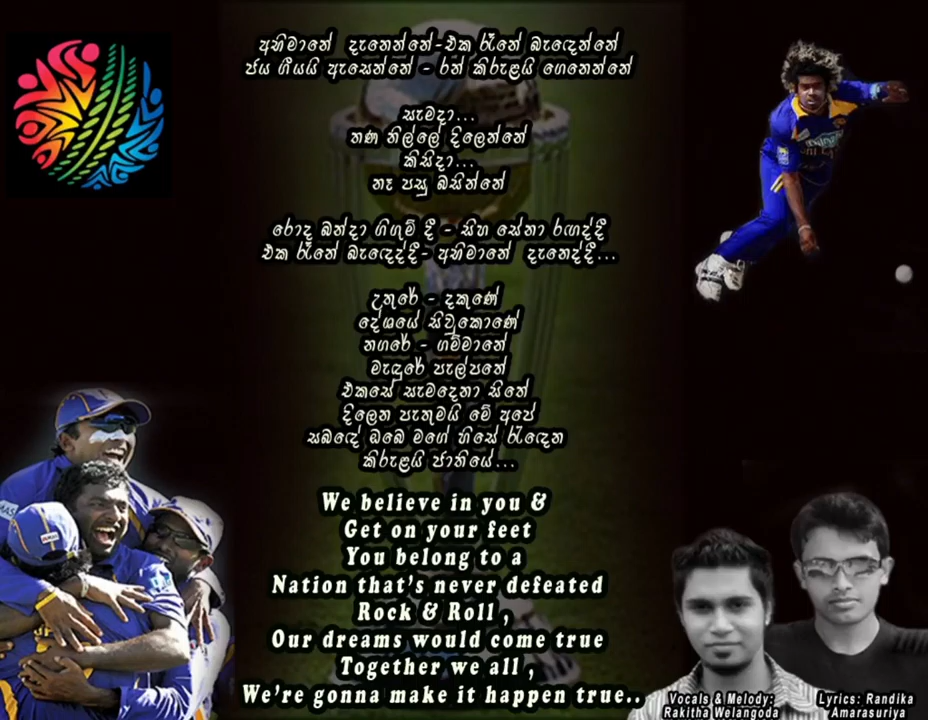 අභිමානේ දැනෙන්නේ-එක රෑනේ බැඳෙන්නේ
ජය ගීයයි ඇසෙන්නේ - රන් කිරුළයි ගෙනෙන්නේ
සැමදා...
තණ නිල්ලේ දිලෙන්නේ
කිසිදා...
නෑ පසු බසින්නේ
රොද බන්දා ගිගුම් දී - සිහ සේනා රඟද්දී
එක රෑනේ බැඳෙද්දී- අභිමානේ දැනෙද්දී...
උතුරේ - දකුණේ
දේශයේ සිවුකොණේ
නගරේ - ගම්මානේ
මැඳුරේ පැල්පතේ
එකසේ සැමදෙනා සිතේ
දිලෙන පැතුමයි මේ අපේ
සබඳේ ඔබේ මගේ හිසේ රැඳෙන
කිරුළයි ජාතියේ...
We believe in you &
Get on your feet
You belong to a
Nation that's never defeated
Rock & Roll ,
Our dreams would come true
Together we all ,
We're gonna make it happen true..
Vocals & Melody:
Rakitha Welangoda
Lyrics: Randika
Amarasuriya